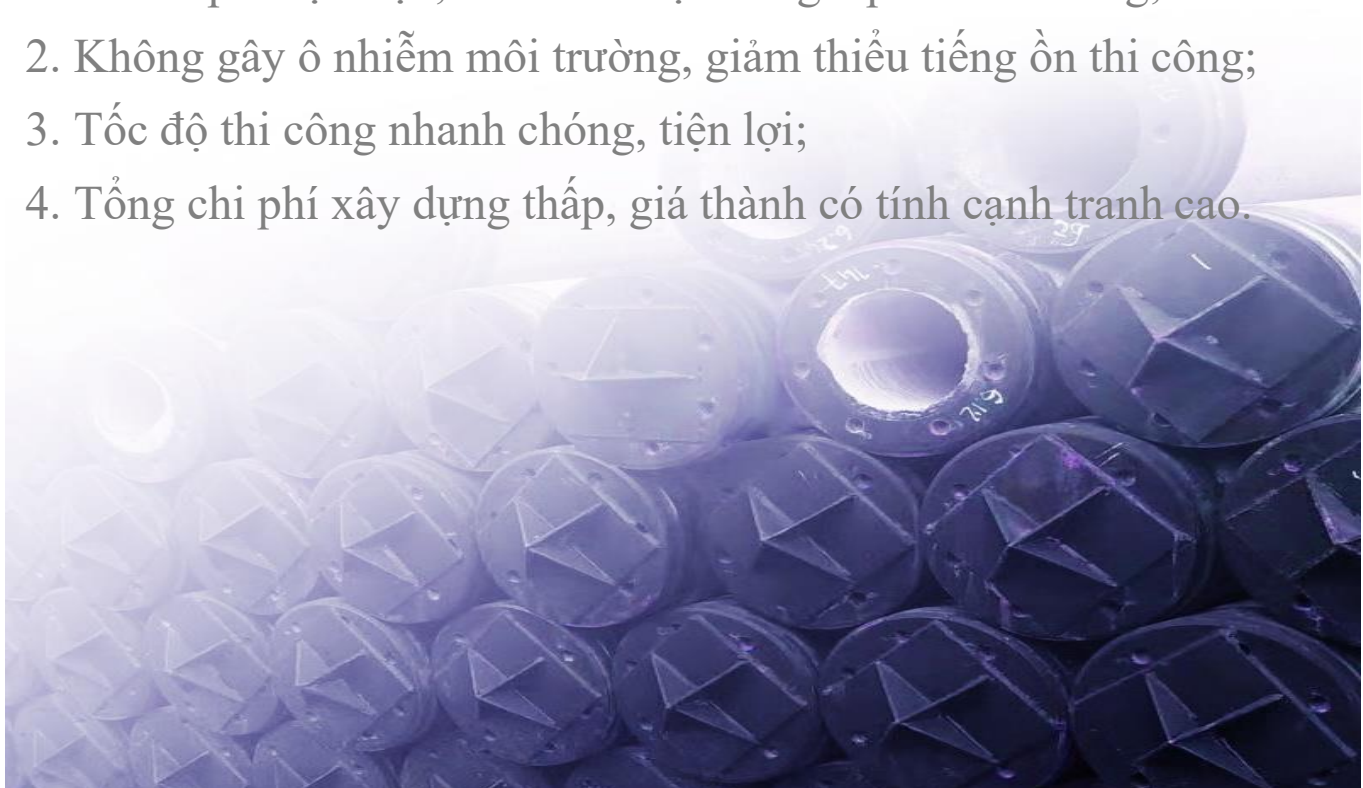 2. Không gây ô nhiễm môi trường, giảm thiểu tiếng ồn thi công;
3. Tốc độ thi công nhanh chóng, tiện lợi;
4. Tổng chi phí xây dựng thấp, giá thành có tính cạnh tranh cao.
29